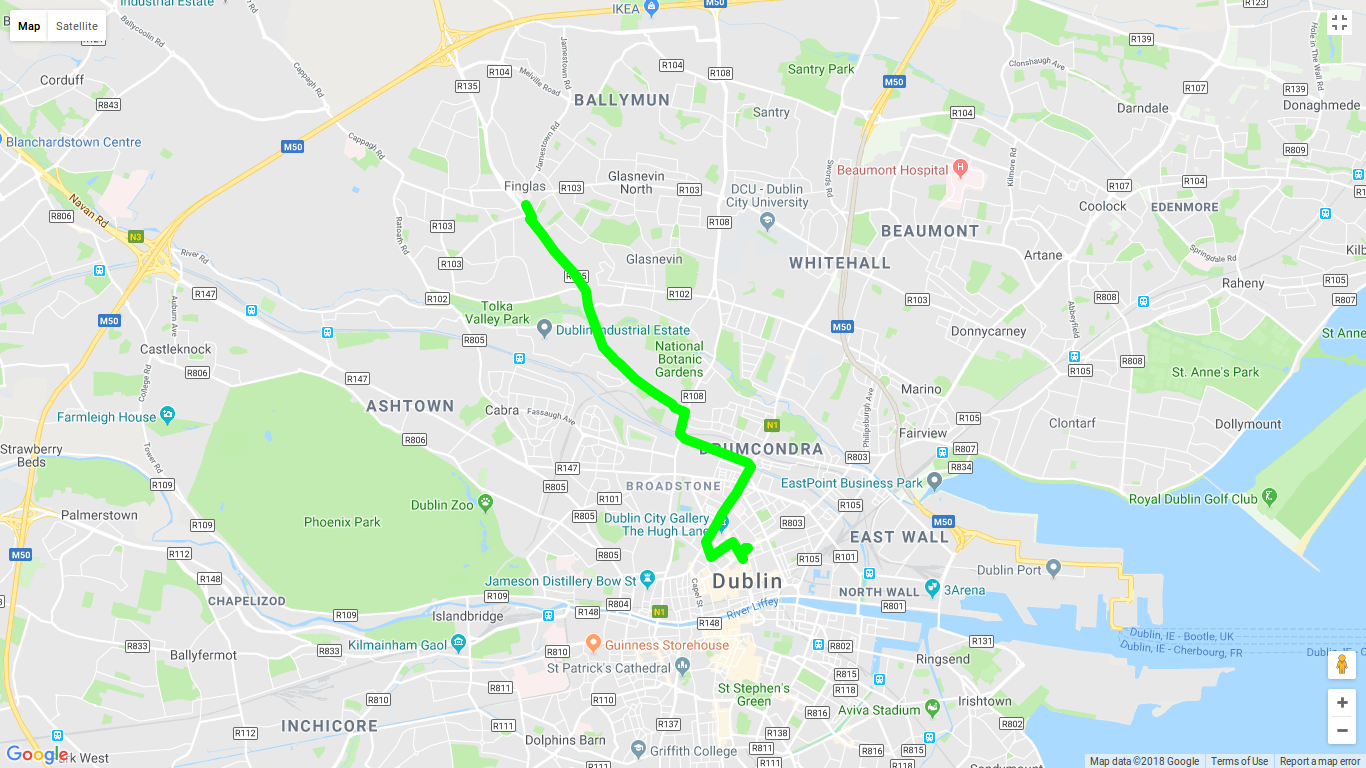 Industrial Estate
IKEA
M50
R123
Map
Satellite
Ballycoolin Rd
R139
Hole in The Wall Rd
Corduff
Cappagh Rd
R104
Melville Road
Jamestown Rd
R104
R108
Santry Park
Clonshaugh Ave
R135
M50
R107
R139
R843
BALLYMUN
Santry
R104
Darndale
Donaghmede
Blanchardstown Centre
M50
Cappagh Rd
Jamestown Rd
R809
Beaumont Hospital
Swords Rd
Kilmore Rd
Finglas
R103
Glasnevin
North
R103
DCU - Dublin
City University
R107
R104
Navan Rd
R806
Ratoath Rd
R103
R108
Coolock
EDENMORE
N3
BEAUMONT
River Rd
R103
Glasnevin
WHITEHALL
Artane
Springdale Rd
R147
Auburn Ave
R102
Tolka
Valley Park
R102
R103
R808
Abbeyfield
Raheny
R105
R807
M50
Dublin Industrial Estate
M50
Donnycarney
St Anne's
Castleknock
R805
National
Botanic
Gardens
R808
R105
R806
College Rd
R147
St. Anne's Park
Farmleigh House
ASHTOWN
Cabra
Fassaugh Ave
R108
Marino
Philipsburgh Ave
R105
Clontarf
Dollymount
R806
N1
DRUMCONDRA
Fairview
R807
Strawberry
Beds
Tower Rd
R109
R147
R803
R834
R805
BROADSTONE
EastPoint Business Park
Royal Dublin Golf Club
R101
Dublin Zoo
R105
Palmerstown
R109
Phoenix Park
R805
Dublin City Gallery
The Hugh Lane
R803
M50
EAST WALL
M50
R112
R805
R105
R101
Dublin Port
R148
Jameson Distillery Bow St
Capel St
Dublin
3Arena
CHAPELIZOD
R109
R109
Islandbridge
R804
R148
N1
River Liffey
R148
NORTH WALL
R801
R833
Kilmainham Gaol
R833
Ballyfermot
R810
Guinness Storehouse
R802
R131
Ringsend
Dublin, IE - Bootle, UK
Dublin, IE - Cherbourg, FR
St Patrick's Cathedral
R815
R811
R118
R810
R110
St Stephen's
Green
Irishtown
Aviva Stadium
INCHICORE
R111
R137
R816
R802
R112
Dolphins Barn
R138
Griffith College
R811
R816
R815
R111
R111
R118
Sandymount
Google
Park West
Map data ©2018 Google
Terms of Use
Report a map error